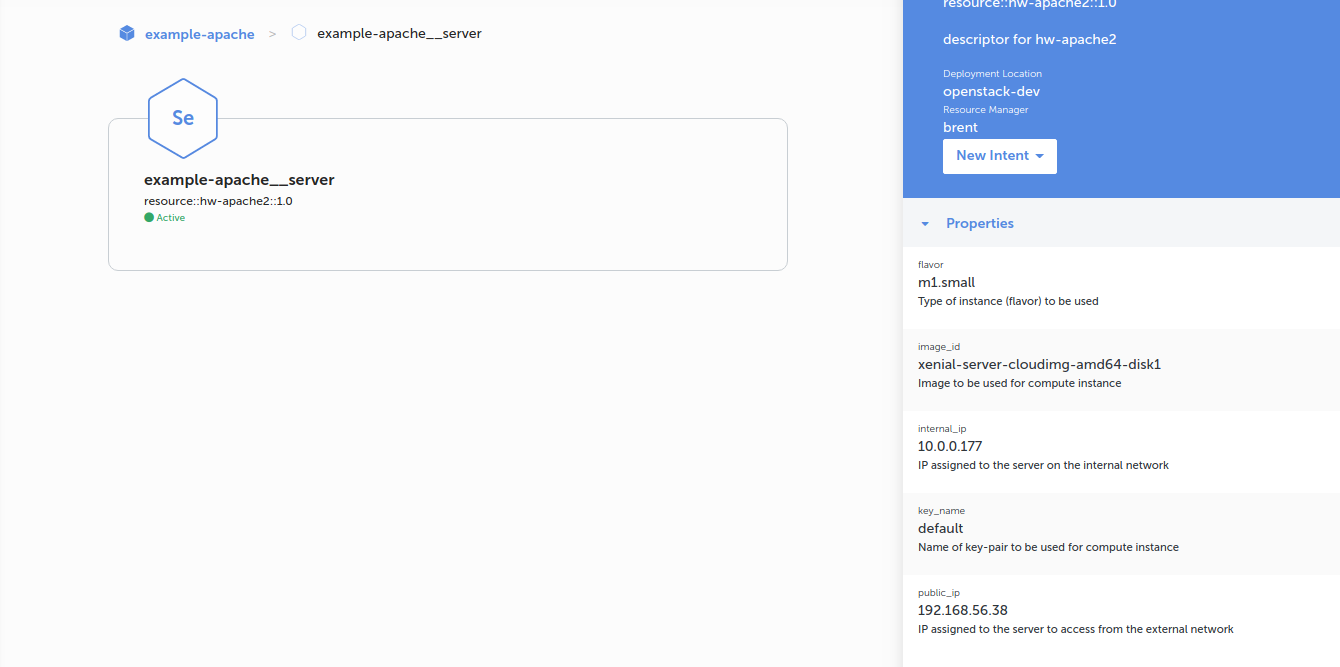 example-apache > example-apache__server
Se
example-apache__server
resource::hw-apache2::1.0
Active
resource::hw-apache2::1.0
descriptor for hw-apache2
Deployment Location
openstack-dev
Resource Manager
brent
New Intent
Properties
flavor
m1.small
Type of instance (flavor) to be used
image_id
xenial-server-cloudimg-amd64-disk1
Image to be used for compute instance
internal_ip
10.0.0.177
IP assigned to the server on the internal network
key_name
default
Name of key-pair to be used for compute instance
public_ip
192.168.56.38
IP assigned to the server to access from the external network